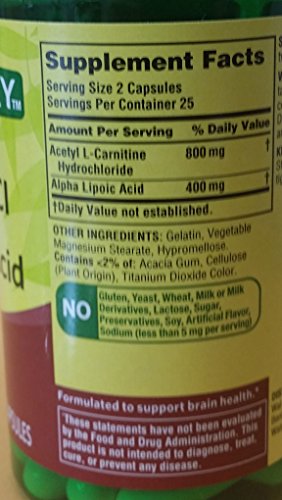 Y™
Supplement Facts
Serving Size 2 Capsules
Servings Per Container 25
Amount Per Serving % Daily Value
Acetyl L-Carnitine 800 mg †
Hydrochloride
Alpha Lipoic Acid 400 mg †
†Daily Value not established.
OTHER INGREDIENTS: Gelatin, Vegetable
Magnesium Stearate, Hypromellose.
Contains <2% of: Acacia Gum, Cellulose
(Plant Origin), Titanium Dioxide Color.
NO
Gluten, Yeast, Wheat, Milk or Milk
Derivatives, Lactose, Sugar,
Preservatives, Soy, Artificial Flavor,
Sodium (less than 5 mg per serving)
cid
Formulated to support brain health.*
*These statements have not been evaluated
by the Food and Drug Administration. This
product is not intended to diagnose, treat,
cure, or prevent any disease.
PSULES